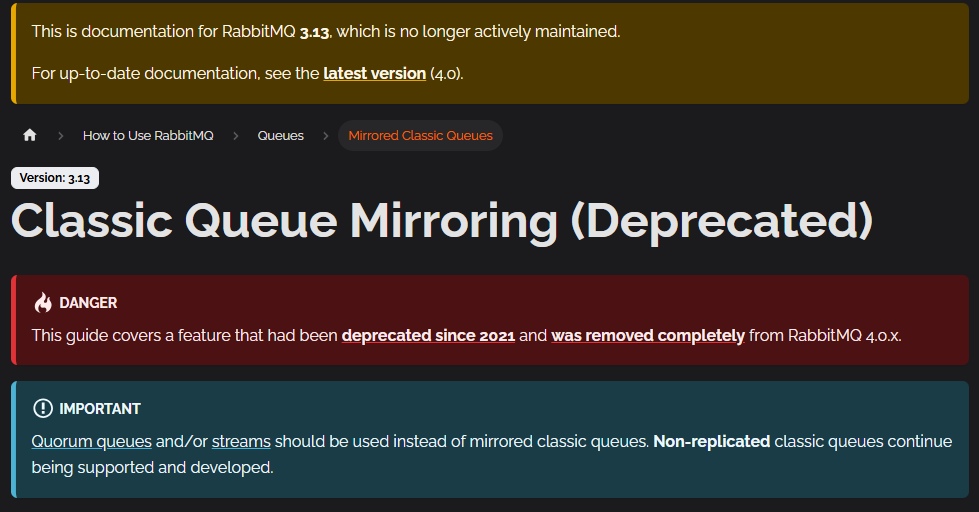 This is documentation for RabbitMQ 3.13, which is no longer actively maintained.
For up-to-date documentation, see the latest version (4.0).
How to Use RabbitMQ > Queues > Mirrored Classic Queues
Version: 3.13
Classic Queue Mirroring (Deprecated)
DANGER
This guide covers a feature that had been deprecated since 2021 and was removed completely from RabbitMQ 4.0.x.
IMPORTANT
Quorum queues and/or streams should be used instead of mirrored classic queues. Non-replicated classic queues continue
being supported and developed.